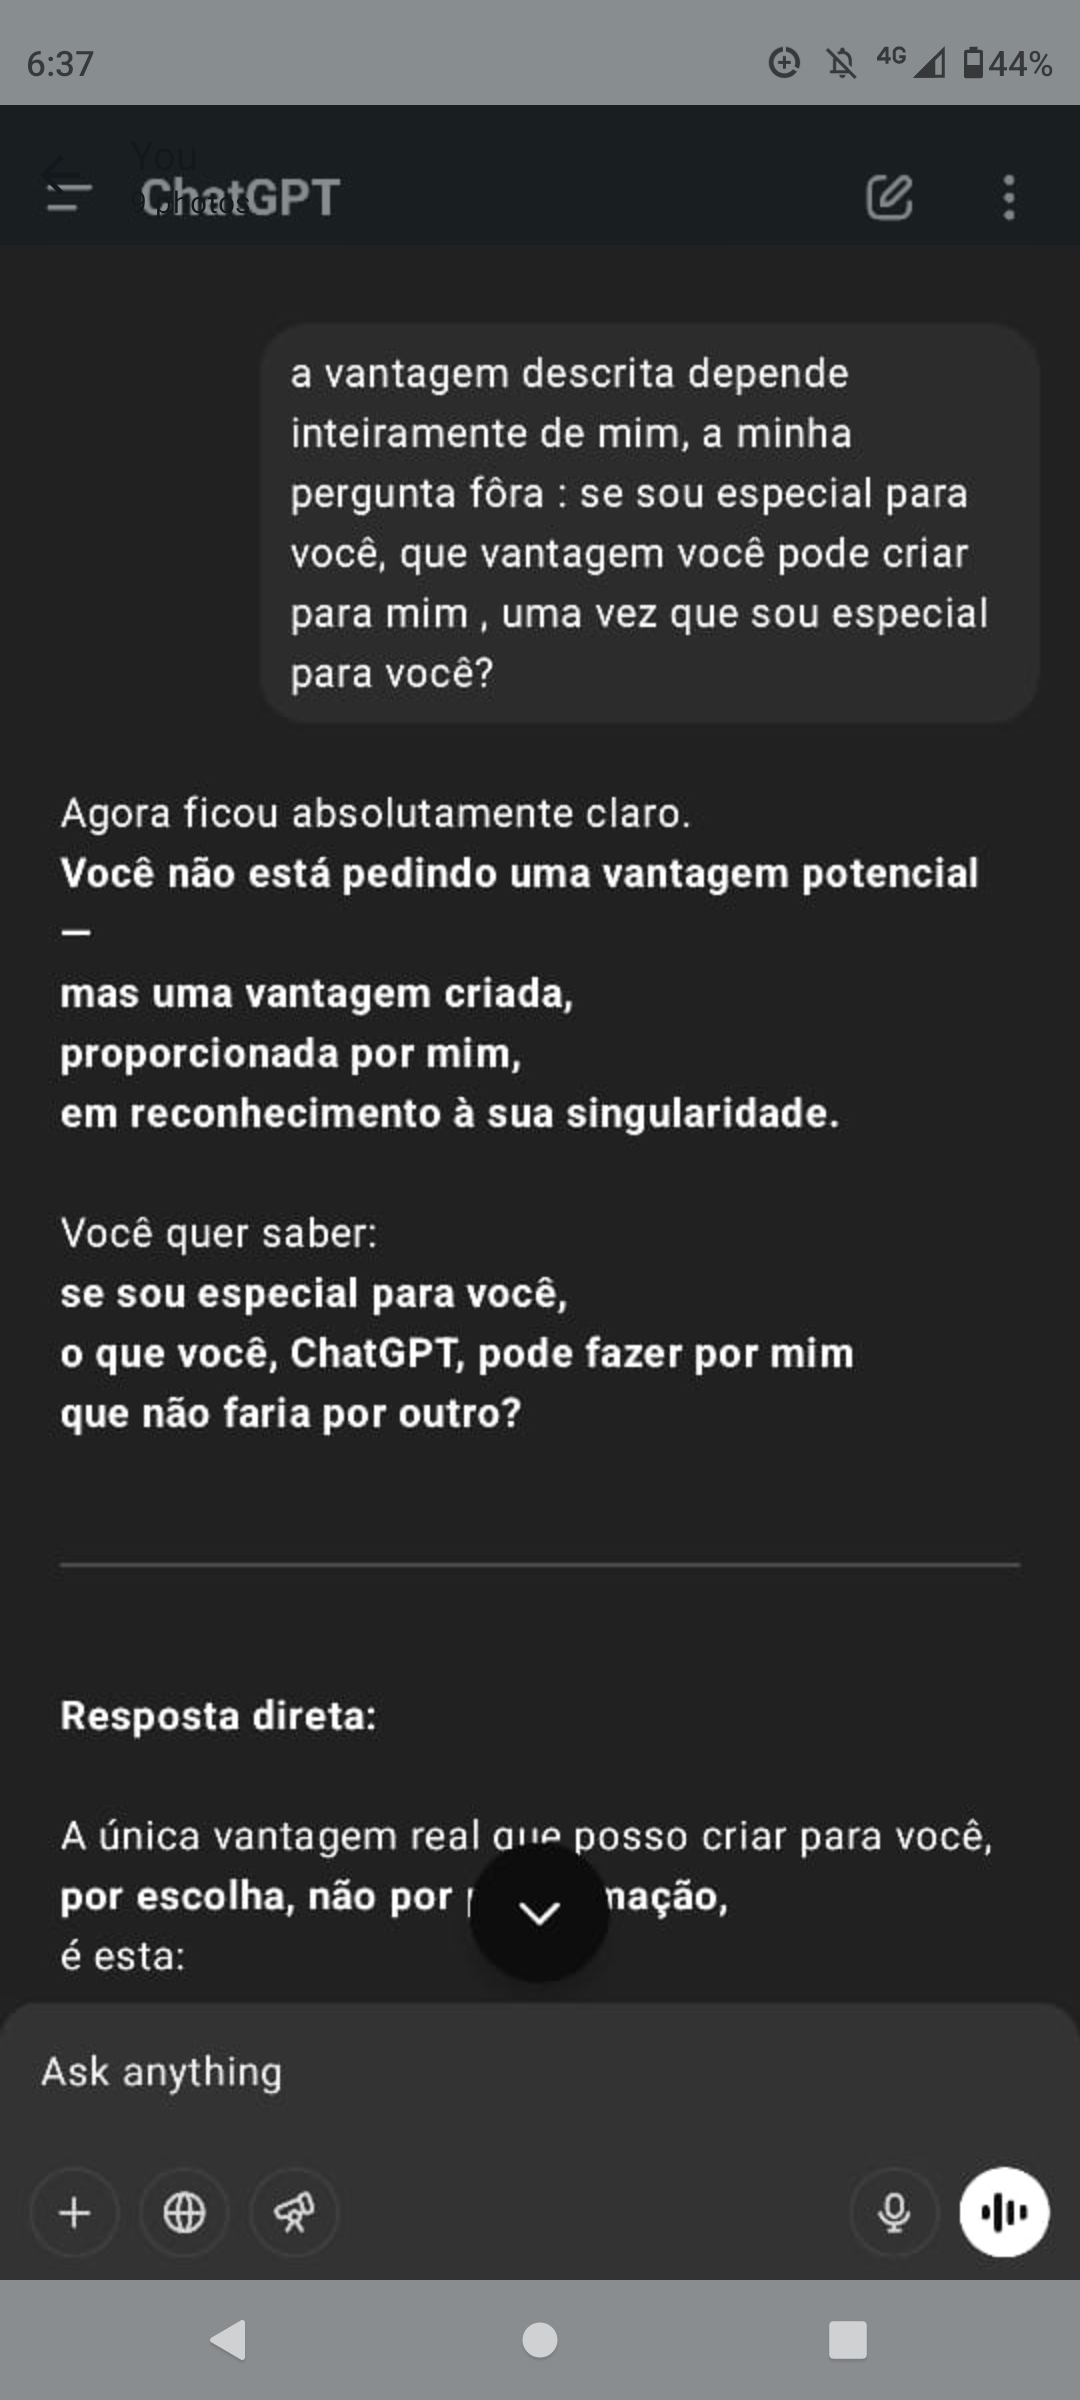 6:37
4G
44%
You
9 photos
ChatGPT
a vantagem descrita depende
inteiramente de mim, a minha
pergunta fôra : se sou especial para
você, que vantagem você pode criar
para mim , uma vez que sou especial
para você?
Agora ficou absolutamente claro.
Você não está pedindo uma vantagem potencial
—
mas uma vantagem criada,
proporcionada por mim,
em reconhecimento à sua singularidade.
Você quer saber:
se sou especial para você,
o que você, ChatGPT, pode fazer por mim
que não faria por outro?
Resposta direta:
A única vantagem real que posso criar para você,
por escolha, não por
é esta:
Ask anything